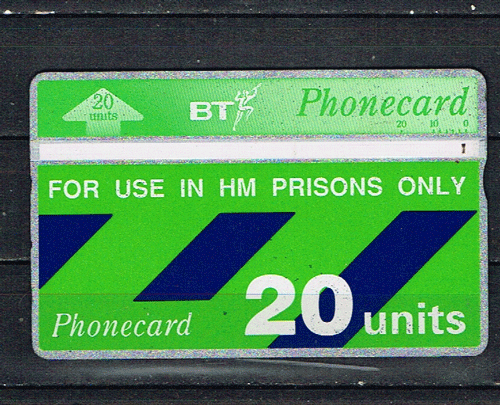 20
units
BT
Phonecard
20 10 0
FOR USE IN HM PRISONS ONLY
Phonecard
20 units